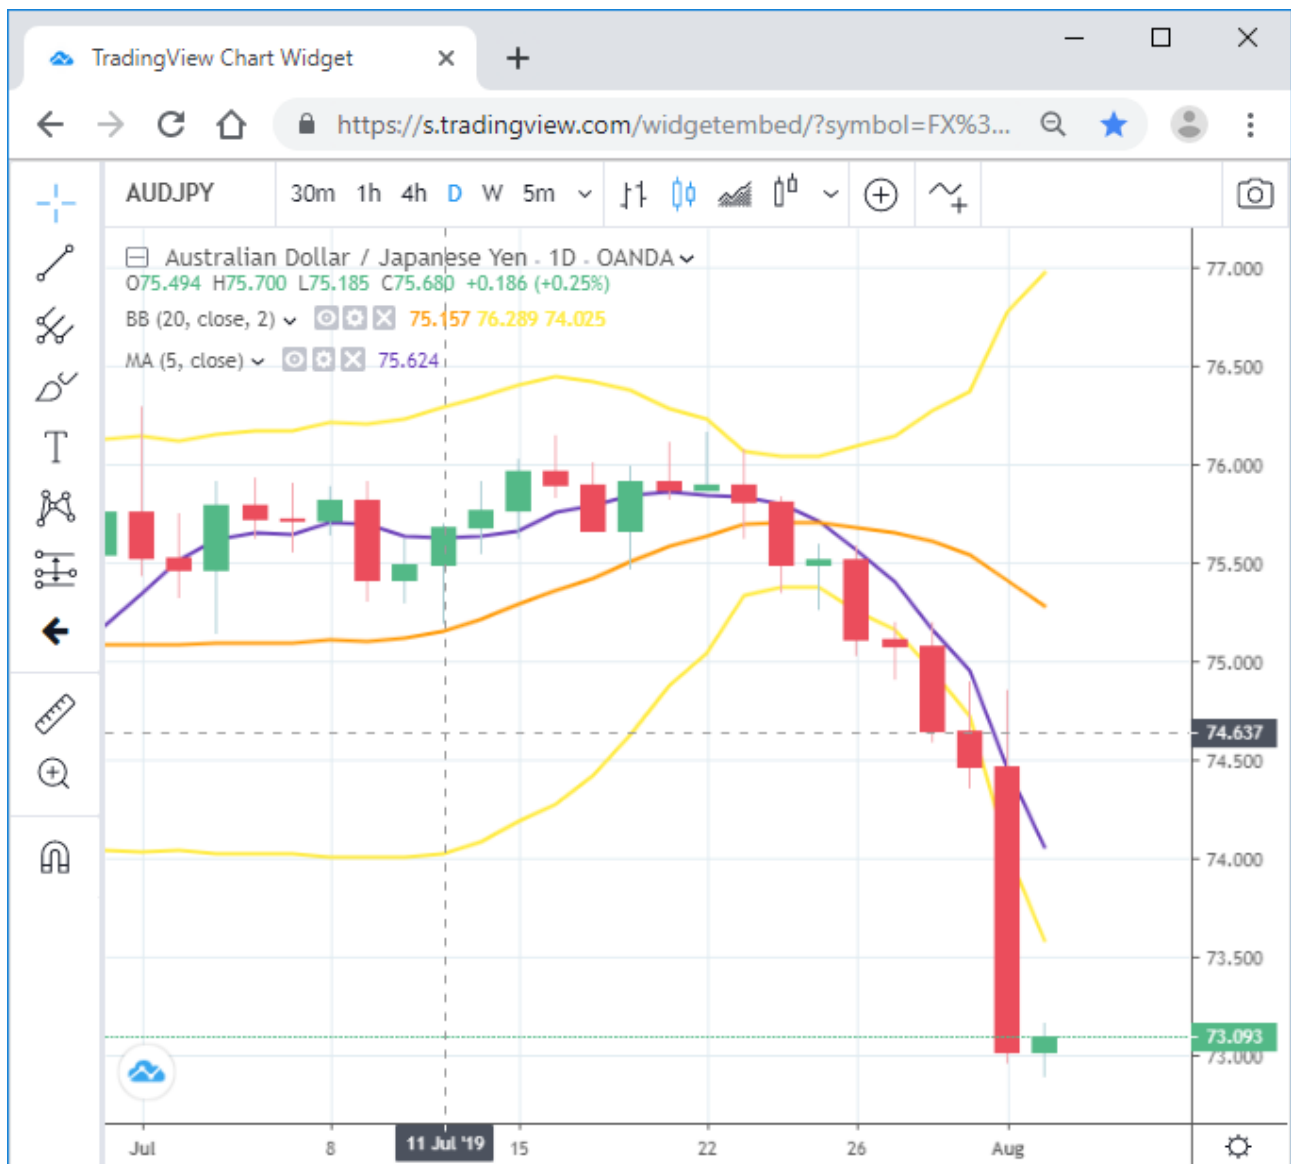 TradingView Chart Widget
https://s.tradingview.com/widgetembed/?symbol=FX%3...
AUDJPY 30m 1h 4h D W 5m
Australian Dollar / Japanese Yen · 1D · OANDA
O75.494 H75.700 L75.185 C75.680 +0.186 (+0.25%)
BB (20, close, 2) 75.157 76.289 74.025
MA (5, close) 75.624
77.000
76.500
76.000
75.500
75.000
74.637
74.500
74.000
73.500
73.093
73.000
Jul 8 11 Jul '19 15 22 26 Aug